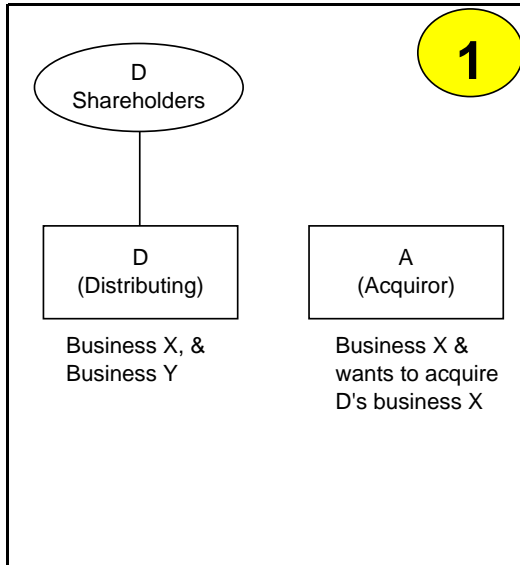 1
D
Shareholders
D
(Distributing)
A
(Acquiror)
Business X, &
Business Y
Business X &
wants to acquire
D's business X